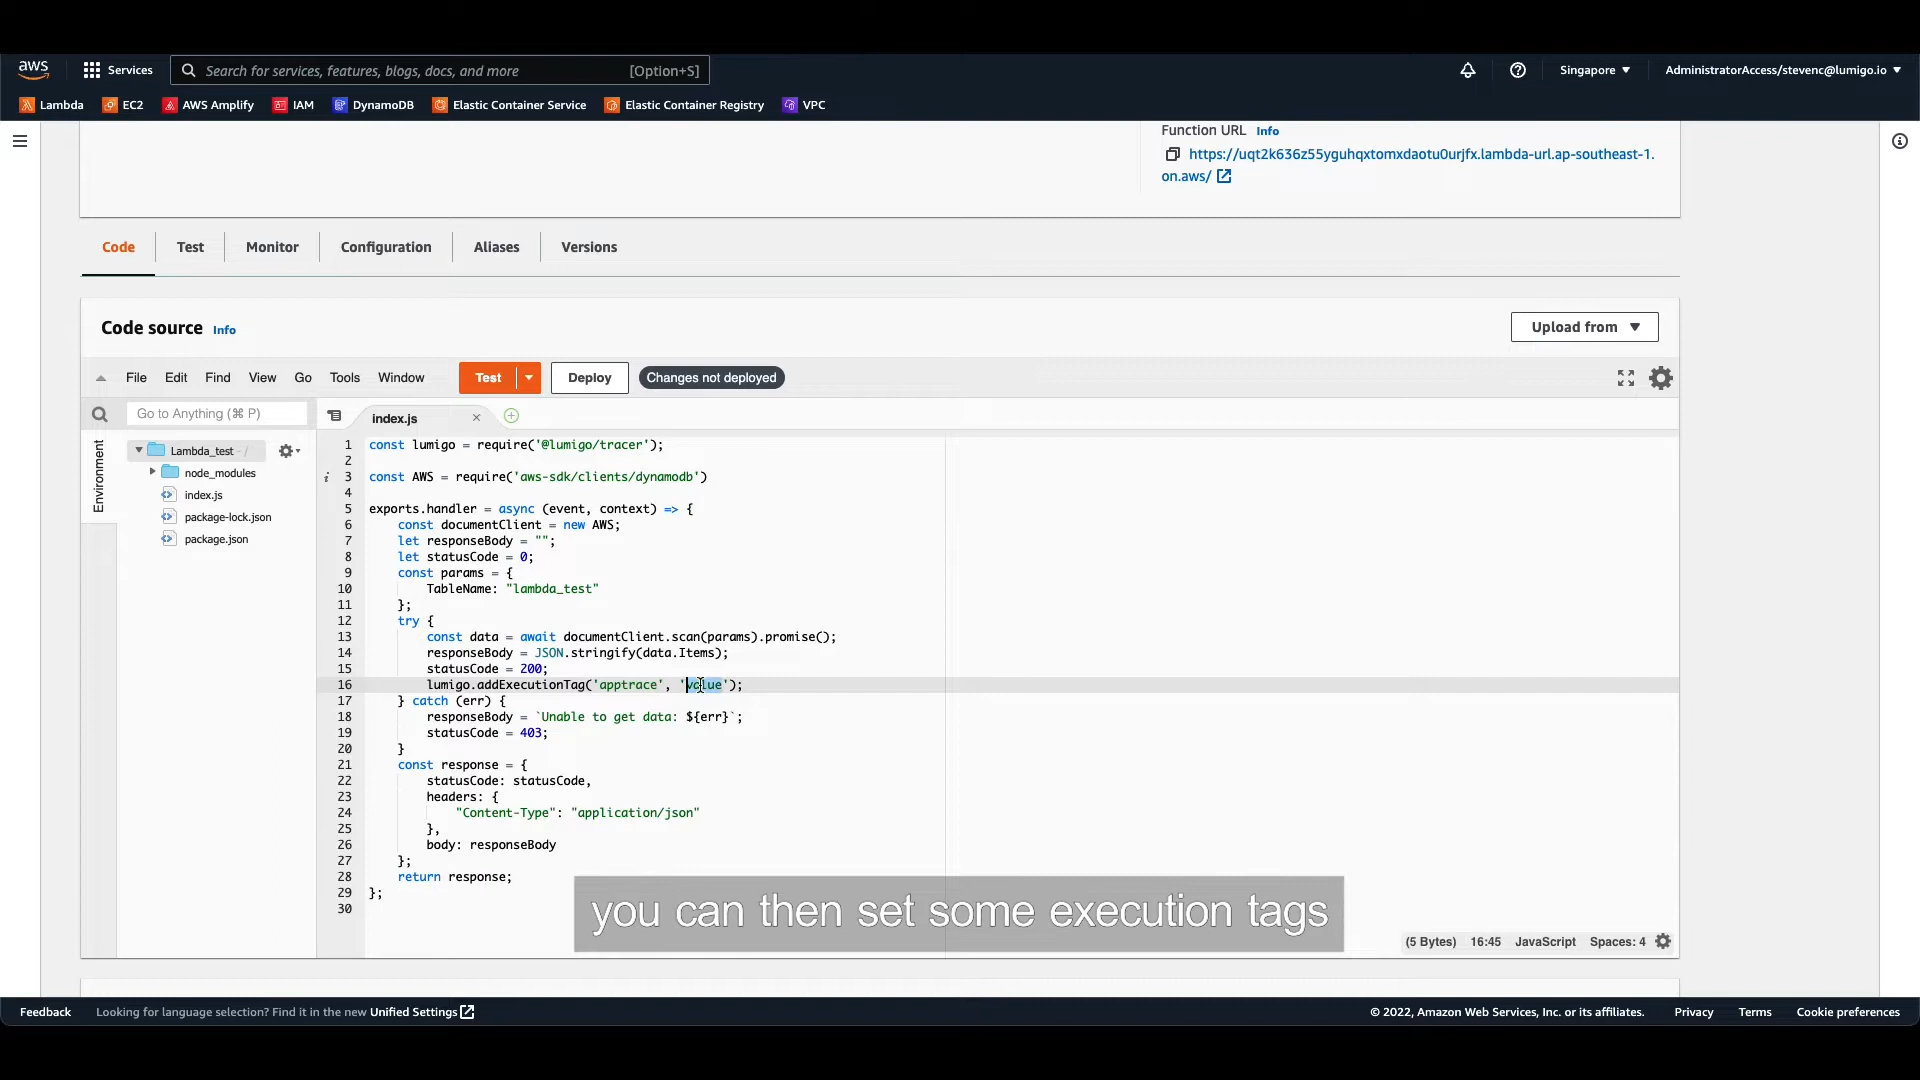 aws
Services
Search for services, features, blogs, docs, and more
[Option+S]
Singapore
AdministratorAccess/stevenc@lumigo.io
Lambda
EC2
AWS Amplify
IAM
DynamoDB
Elastic Container Service
Elastic Container Registry
VPC
Function URL Info
https://uqt2k636z55yguhqxtomxdaotu0urjfx.lambda-url.ap-southeast-1.
on.aws/
Code
Test
Monitor
Configuration
Aliases
Versions
Code source Info
Upload from
File
Edit
Find
View
Go
Tools
Window
Test
Deploy
Changes not deployed
Go to Anything (⌘ P)
index.js
Environment
Lambda_test - /
node_modules
index.js
package-lock.json
package.json
1 const lumigo = require('@lumigo/tracer');
2
3 const AWS = require('aws-sdk/clients/dynamodb')
4
5 exports.handler = async (event, context) => {
6 const documentClient = new AWS;
7 let responseBody = "";
8 let statusCode = 0;
9 const params = {
10 TableName: "lambda_test"
11 };
12 try {
13 const data = await documentClient.scan(params).promise();
14 responseBody = JSON.stringify(data.Items);
15 statusCode = 200;
16 lumigo.addExecutionTag('apptrace', 'value');
17 } catch (err) {
18 responseBody = `Unable to get data: ${err}`;
19 statusCode = 403;
20 }
21 const response = {
22 statusCode: statusCode,
23 headers: {
24 "Content-Type": "application/json"
25 },
26 body: responseBody
27 };
28 return response;
29 };
30
you can then set some execution tags
(5 Bytes) 16:45 JavaScript Spaces: 4
Feedback
Looking for language selection? Find it in the new Unified Settings
© 2022, Amazon Web Services, Inc. or its affiliates.
Privacy
Terms
Cookie preferences